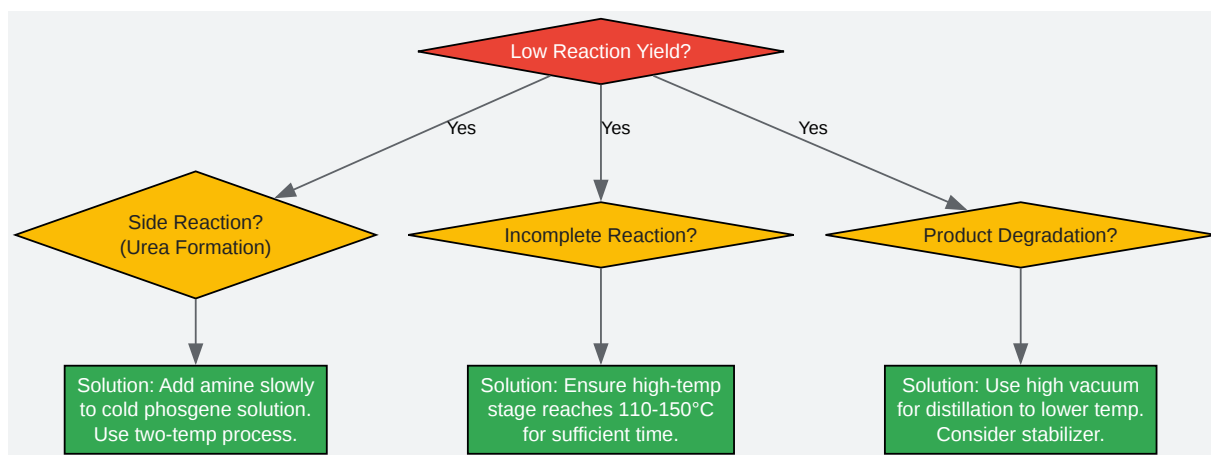 Low Reaction Yield?
Yes
Yes
Yes
Side Reaction?
(Urea Formation)
Incomplete Reaction?
Product Degradation?
Solution: Add amine slowly
to cold phosgene solution.
Use two-temp process.
Solution: Ensure high-temp
stage reaches 110-150°C
for sufficient time.
Solution: Use high vacuum
for distillation to lower temp.
Consider stabilizer.